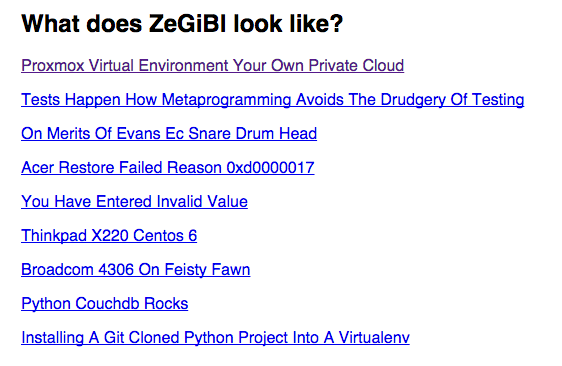 What does ZeGiBl look like?
Proxmox Virtual Environment Your Own Private Cloud
Tests Happen How Metaprogramming Avoids The Drudgery Of Testing
On Merits Of Evans Ec Snare Drum Head
Acer Restore Failed Reason 0xd0000017
You Have Entered Invalid Value
Thinkpad X220 Centos 6
Broadcom 4306 On Feisty Fawn
Python Couchdb Rocks
Installing A Git Cloned Python Project Into A Virtualenv